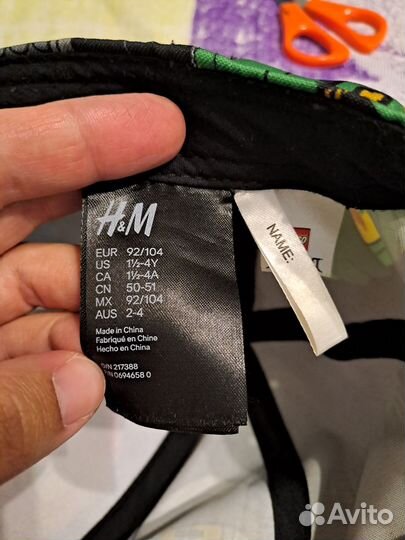 H&M
EUR 92/104
US 1½-4Y
CA 1½-4A
CN 50-51
MX 92/104
AUS 2-4
Made in China
Fabriqué en Chine
Hecho en China
217388
0694658 0
NAME:
Avito